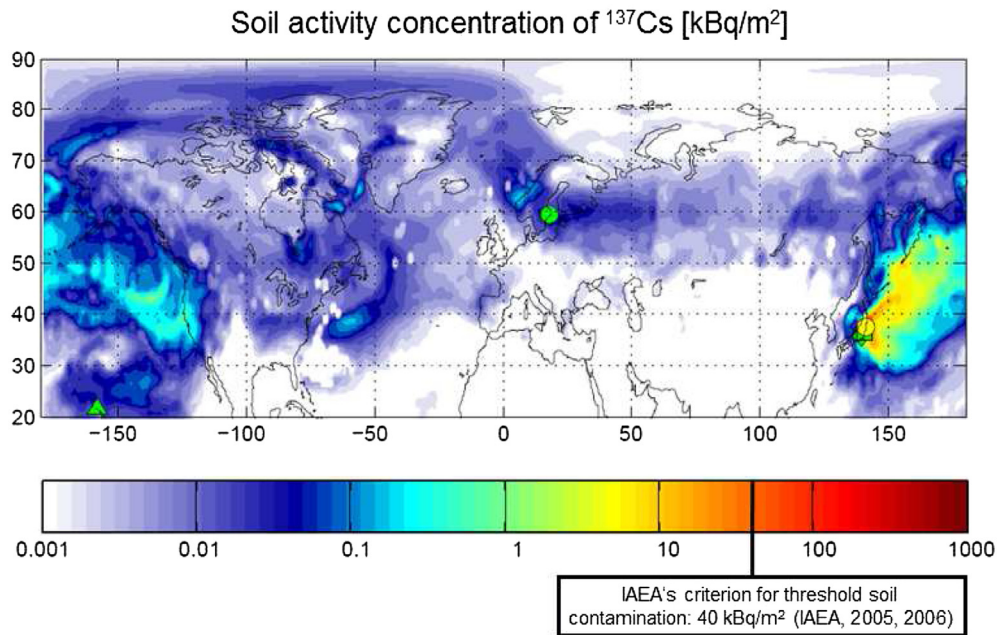 Soil activity concentration of ¹³⁷Cs [kBq/m²]
90
80
70
60
50
40
30
20
−150 −100 −50 0 50 100 150
0.001 0.01 0.1 1 10 100 1000
IAEA's criterion for threshold soil
contamination: 40 kBq/m² (IAEA, 2005, 2006)